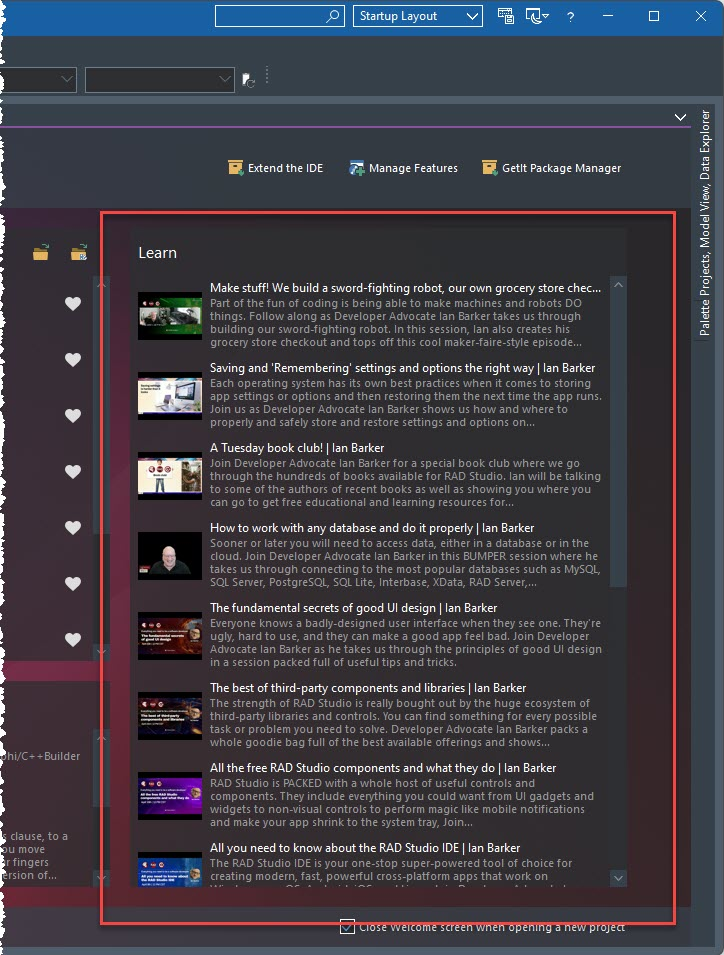 Startup Layout
?
Extend the IDE
Manage Features
GetIt Package Manager
Palette Projects, Model View, Data Explorer
Learn
Make stuff! We build a sword-fighting robot, our own grocery store chec...
Part of the fun of coding is being able to make machines and robots DO
things. Follow along as Developer Advocate Ian Barker takes us through
building our sword-fighting robot. In this session, Ian also creates his
grocery store checkout and tops off this cool maker-faire-style episode...
Saving and 'Remembering' settings and options the right way | Ian Barker
Each operating system has its own best practices when it comes to storing
app settings or options and then restoring them the next time the app runs.
Join us as Developer Advocate Ian Barker shows us how and where to
properly and safely store and restore settings and options on...
A Tuesday book club! | Ian Barker
Join Developer Advocate Ian Barker for a special book club where we go
through the hundreds of books available for RAD Studio. Ian will be talking
to some of the authors of recent books as well as showing you where you
can go to get free educational and learning resources for...
How to work with any database and do it properly | Ian Barker
Sooner or later you will need to access data, either in a database or in the
cloud. Join Developer Advocate Ian Barker in this BUMPER session where he
takes us through connecting to the most popular databases such as MySQL,
SQL Server, PostgreSQL, SQL Lite, Interbase, XData, RAD Server,...
The fundamental secrets of good UI design | Ian Barker
Everyone knows a badly-designed user interface when they see one. They're
ugly, hard to use, and they can make a good app feel bad. Join Developer
Advocate Ian Barker as he takes us through the principles of good UI design
in a session packed full of useful tips and tricks.
The best of third-party components and libraries | Ian Barker
The strength of RAD Studio is really bought out by the huge ecosystem of
third-party libraries and controls. You can find something for every possible
task or problem you need to solve. Developer Advocate Ian Barker packs a
whole goodie bag full of the best available offerings and shows...
All the free RAD Studio components and what they do | Ian Barker
RAD Studio is PACKED with a whole host of useful controls and
components. They include everything you could want from UI gadgets and
widgets to non-visual controls to perform magic like mobile notifications
and make your app shrink to the system tray, Join...
All you need to know about the RAD Studio IDE | Ian Barker
The RAD Studio IDE is your one-stop super-powered tool of choice for
creating modern, fast, powerful cross-platform apps that work on
phi/C++Builder
s clause, to a
ou move
r fingers
ersion of...
Close Welcome screen when opening a new project